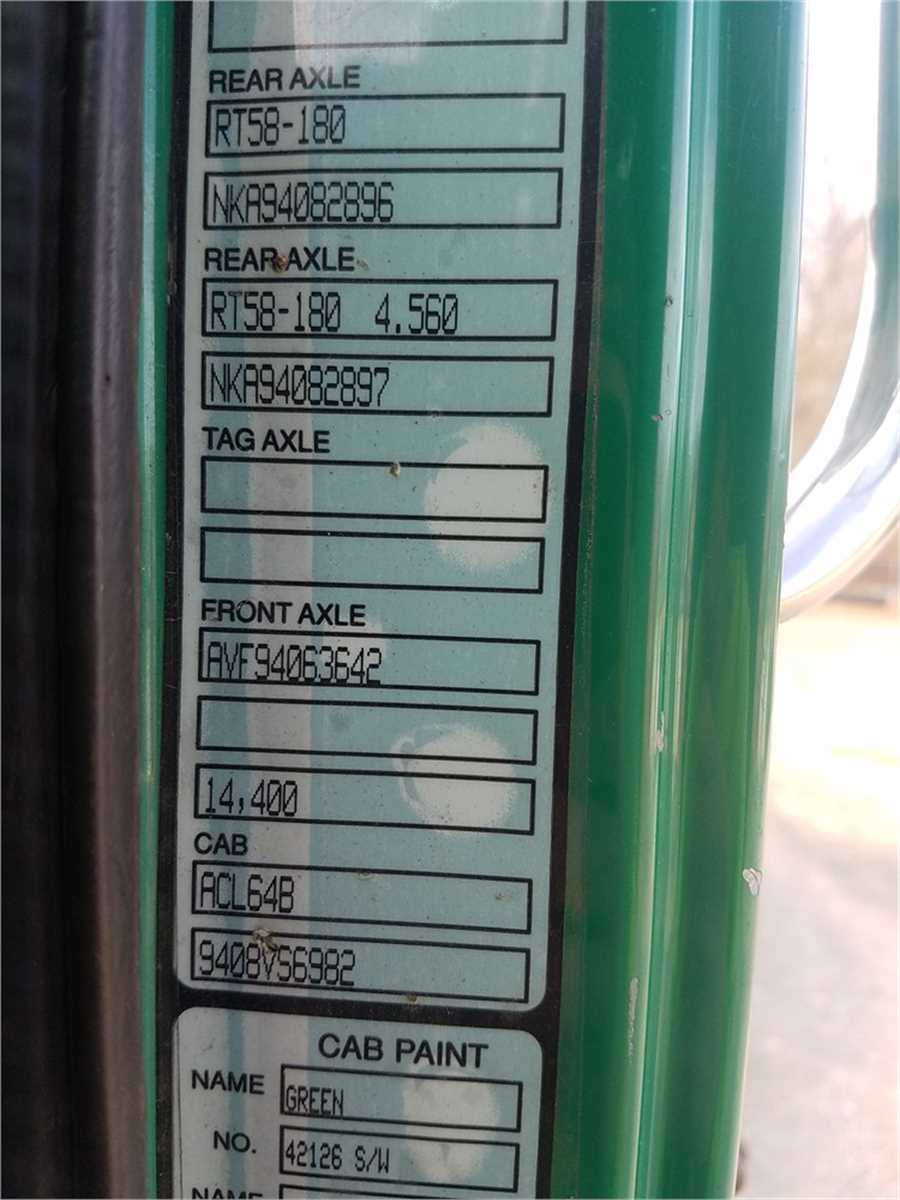 REAR AXLE
RT58-180
NKA94082896
REAR AXLE
RT58-180 4.560
NKA94082897
TAG AXLE
FRONT AXLE
AVF94063642
14,400
CAB
ACL64B
9408VS6982
CAB PAINT
NAME GREEN
NO. 42126 S/W
NAME